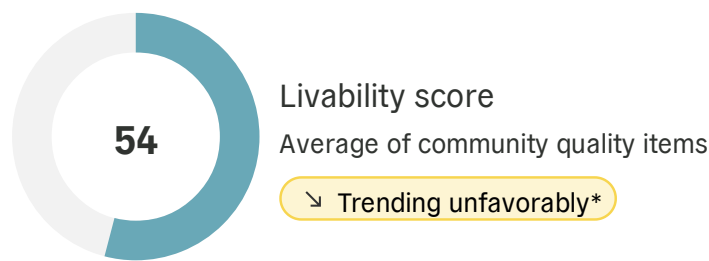 54
Livability score
Average of community quality items
↘ Trending unfavorably*